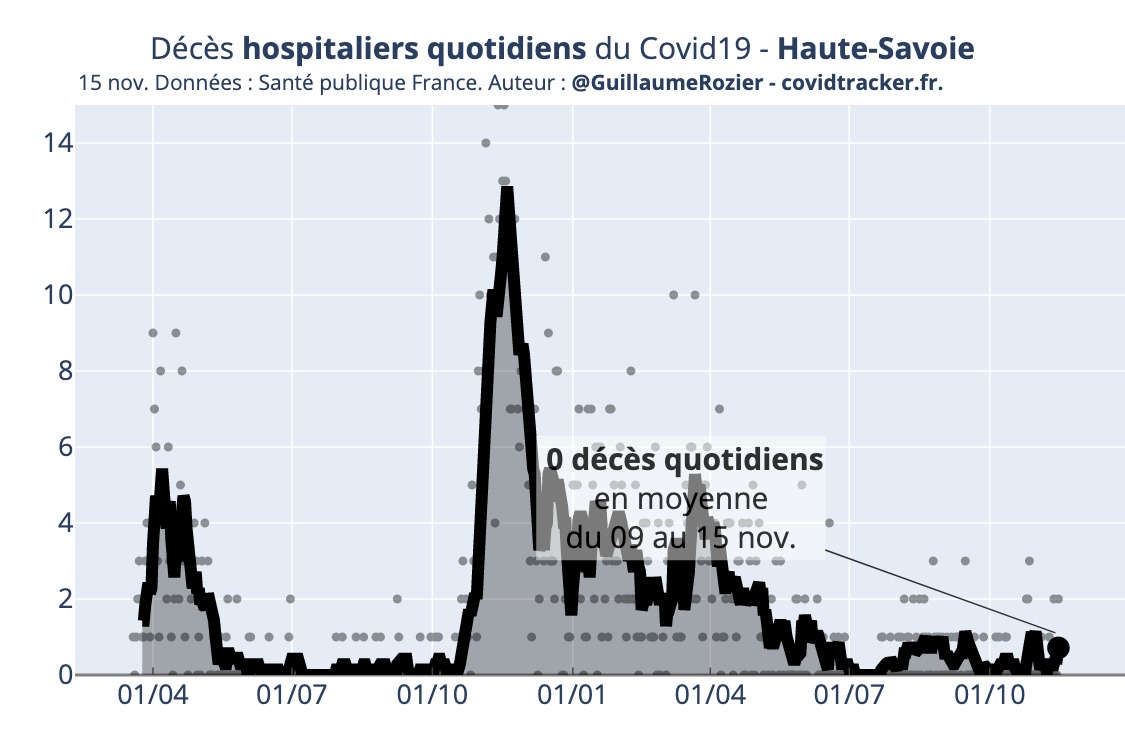 Décès hospitaliers quotidiens du Covid19 - Haute-Savoie
15 nov. Données : Santé publique France. Auteur : @GuillaumeRozier - covidtracker.fr.
14
12
10
8
6
4
2
0
0 décès quotidiens
en moyenne
du 09 au 15 nov.
01/04 01/07 01/10 01/01 01/04 01/07 01/10